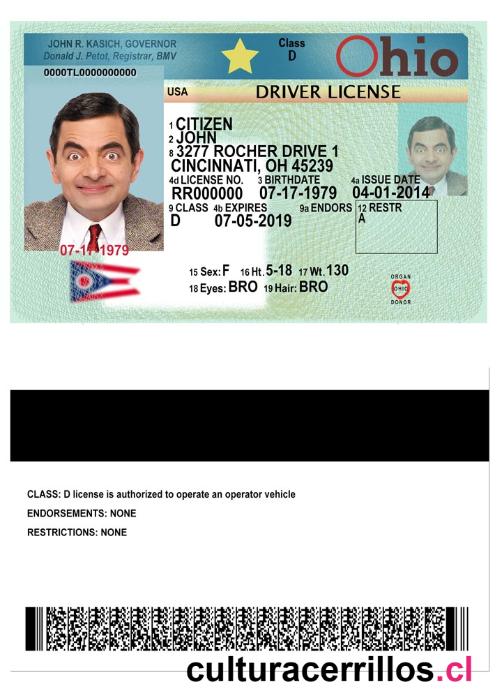 JOHN R. KASICH, GOVERNOR
Donald J. Petot, Registrar, BMV
Class
D
Ohio
0000TL0000000000
USA DRIVER LICENSE
1 CITIZEN
2 JOHN
8 3277 ROCHER DRIVE 1
CINCINNATI, OH 45239
4d LICENSE NO. 3 BIRTHDATE 4a ISSUE DATE
RR000000 07-17-1979 04-01-2014
9 CLASS 4b EXPIRES 9a ENDORS 12 RESTR
D 07-05-2019 A
07-17-1979
15 Sex: F 16 Ht. 5-18 17 Wt. 130
18 Eyes: BRO 19 Hair: BRO
ORGAN
OHIO
DONOR
CLASS: D license is authorized to operate an operator vehicle
ENDORSEMENTS: NONE
RESTRICTIONS: NONE
culturacerrillos.cl